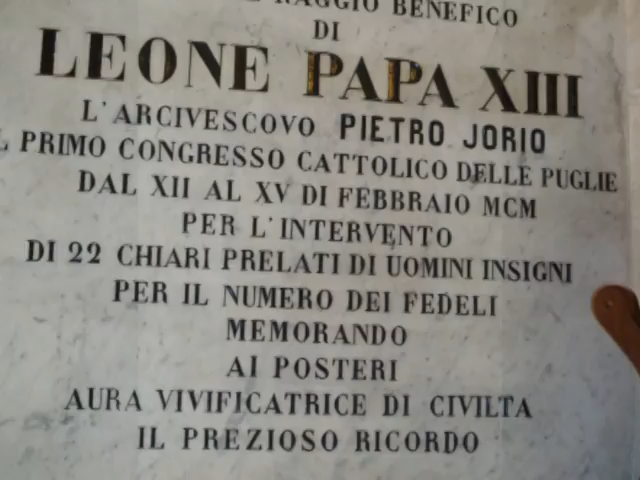 RAGGIO BENEFICO
DI
LEONE PAPA XIII
L'ARCIVESCOVO PIETRO JORIO
L PRIMO CONGRESSO CATTOLICO DELLE PUGLIE
DAL XII AL XV DI FEBBRAIO MCM
PER L'INTERVENTO
DI 22 CHIARI PRELATI DI UOMINI INSIGNI
PER IL NUMERO DEI FEDELI
MEMORANDO
AI POSTERI
AURA VIVIFICATRICE DI CIVILTA
IL PREZIOSO RICORDO